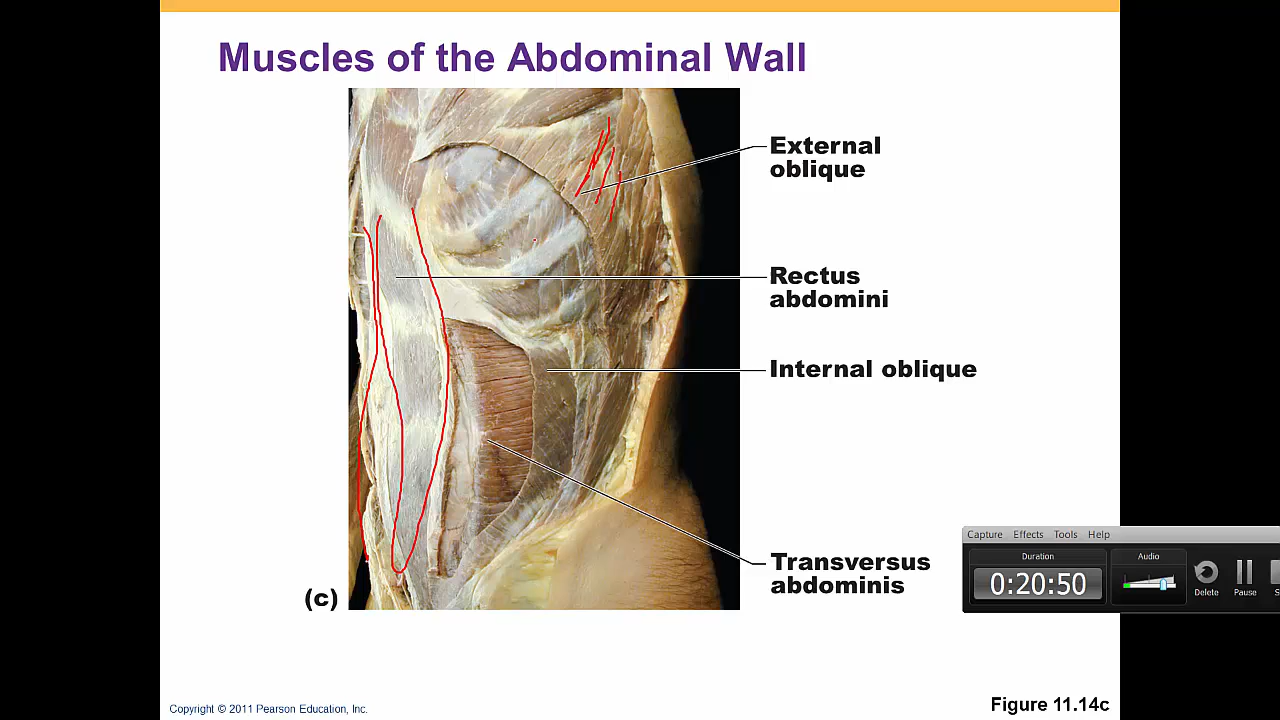 Muscles of the Abdominal Wall
External
oblique
Rectus
abdomini
Internal oblique
Transversus
abdominis
(c)
Capture Effects Tools Help
Duration
Audio
0:20:50
Delete
Pause
Copyright © 2011 Pearson Education, Inc.
Figure 11.14c